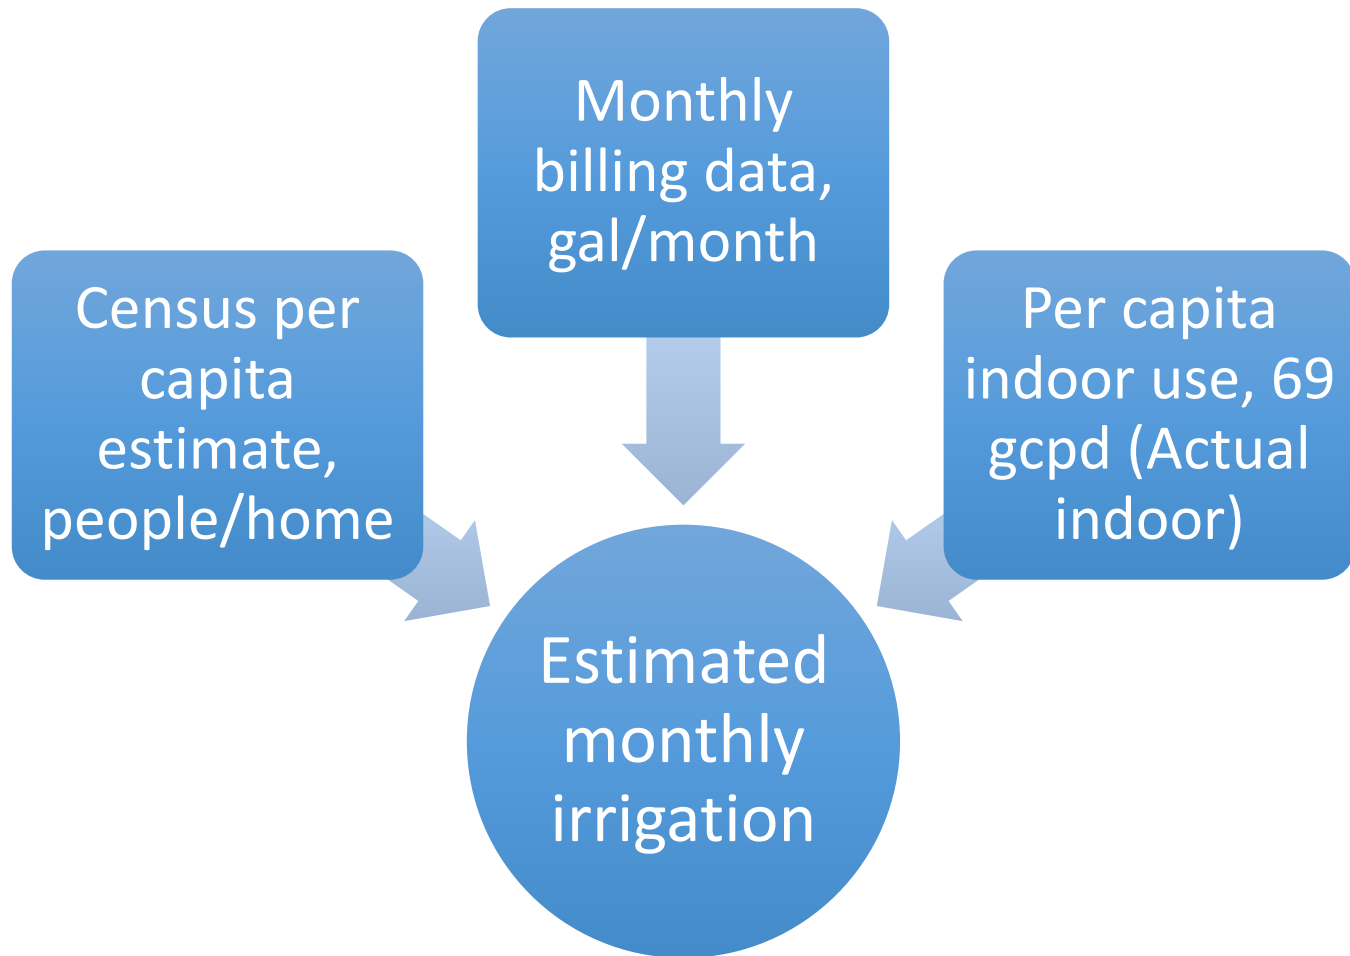 Monthly
billing data,
gal/month
Census per
capita
estimate,
people/home
Per capita
indoor use, 69
gcpd (Actual
indoor)
Estimated
monthly
irrigation